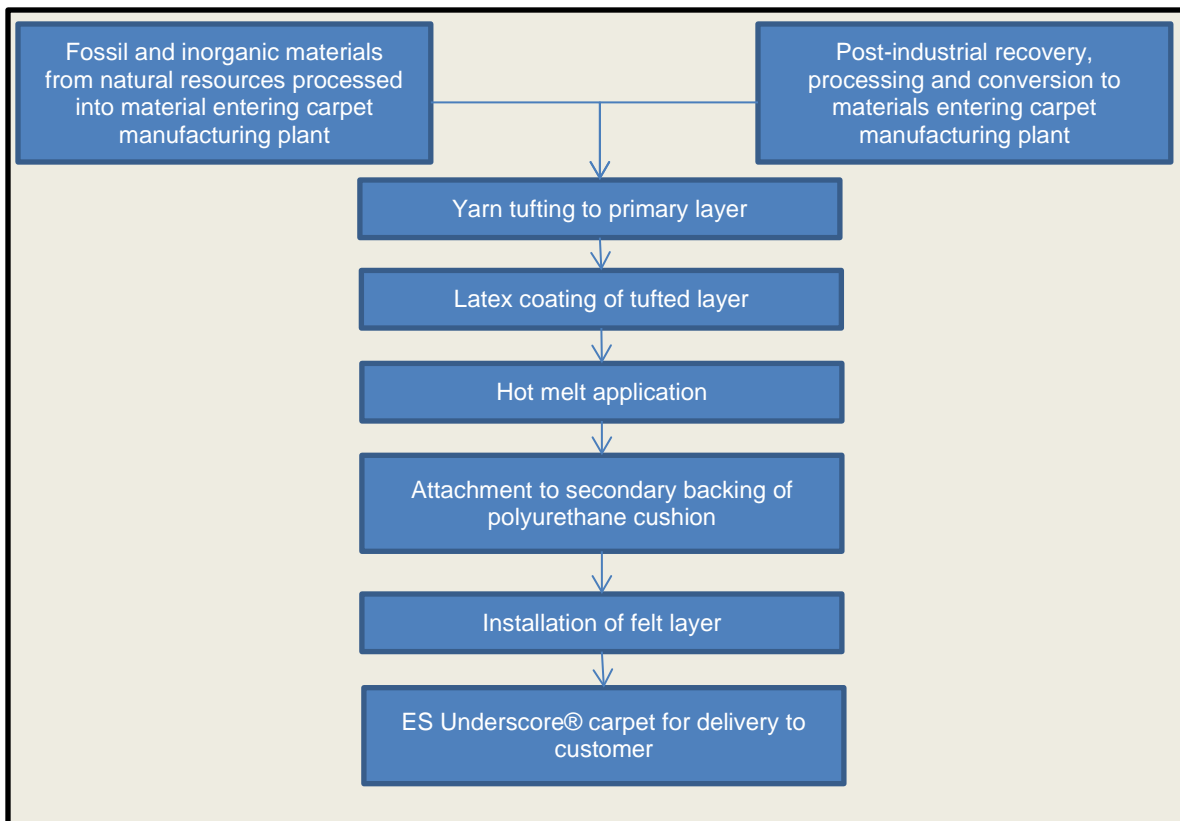 Fossil and inorganic materials
from natural resources processed
into material entering carpet
manufacturing plant
Post-industrial recovery,
processing and conversion to
materials entering carpet
manufacturing plant
Yarn tufting to primary layer
Latex coating of tufted layer
Hot melt application
Attachment to secondary backing of
polyurethane cushion
Installation of felt layer
ES Underscore® carpet for delivery to
customer